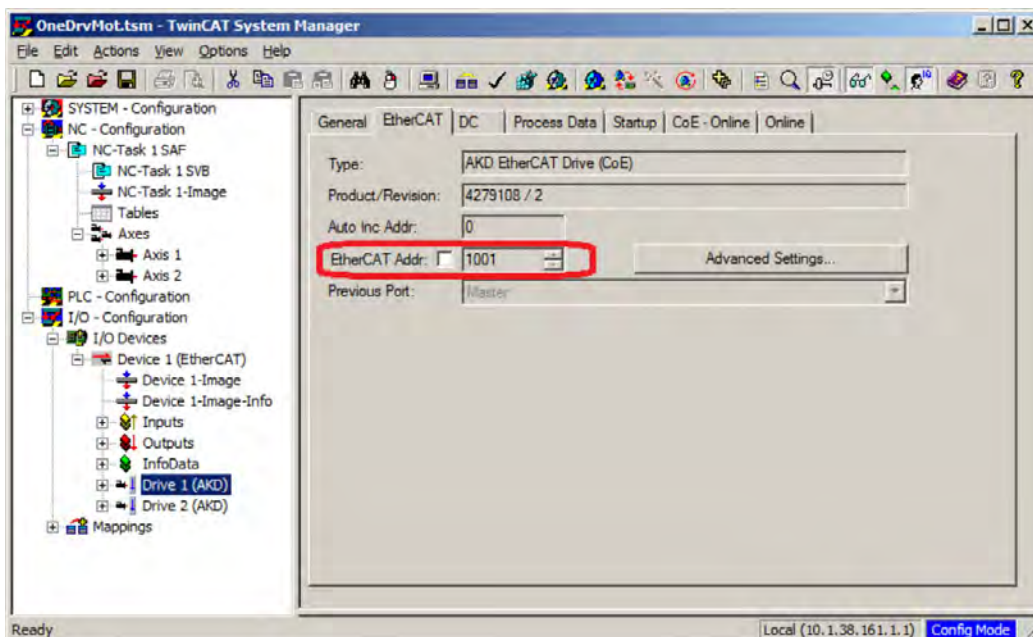 OneDrvMot.tsm - TwinCAT System Manager
File Edit Actions View Options Help
SYSTEM - Configuration
NC - Configuration
NC-Task 1 SAF
NC-Task 1 SVB
NC-Task 1-Image
Tables
Axes
Axis 1
Axis 2
PLC - Configuration
I/O - Configuration
I/O Devices
Device 1 (EtherCAT)
Device 1-Image
Device 1-Image-Info
Inputs
Outputs
InfoData
Drive 1 (AKD)
Drive 2 (AKD)
Mappings
General EtherCAT DC Process Data Startup CoE - Online Online
Type: AKD EtherCAT Drive (CoE)
Product/Revision: 4279108 / 2
Auto Inc Addr: 0
EtherCAT Addr: 1001 Advanced Settings...
Previous Port: Master
Ready Local (10.1.38.161.1.1) Config Mode